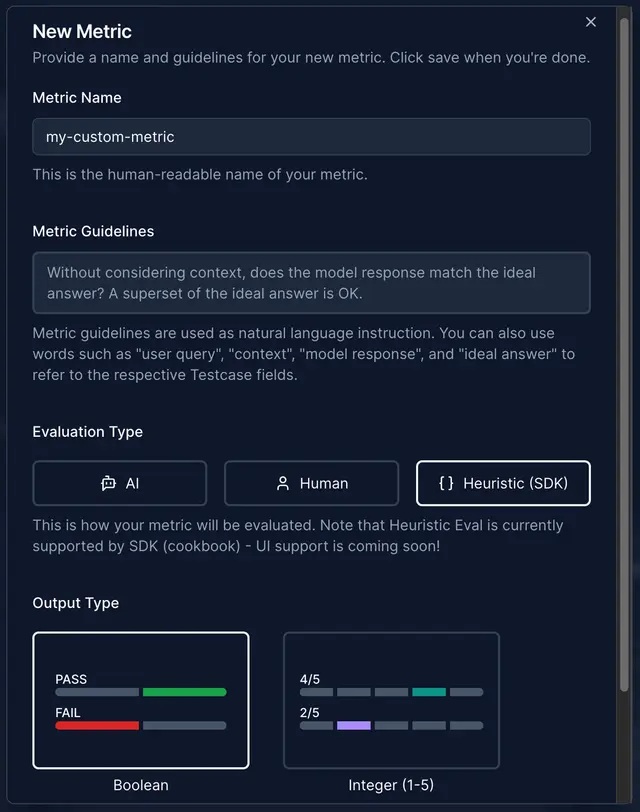 New Metric
Provide a name and guidelines for your new metric. Click save when you're done.
Metric Name
my-custom-metric
This is the human-readable name of your metric.
Metric Guidelines
Without considering context, does the model response match the ideal
answer? A superset of the ideal answer is OK.
Metric guidelines are used as natural language instruction. You can also use
words such as "user query", "context", "model response", and "ideal answer" to
refer to the respective Testcase fields.
Evaluation Type
AI
Human
{ } Heuristic (SDK)
This is how your metric will be evaluated. Note that Heuristic Eval is currently
supported by SDK (cookbook) - UI support is coming soon!
Output Type
PASS
FAIL
Boolean
4/5
2/5
Integer (1-5)